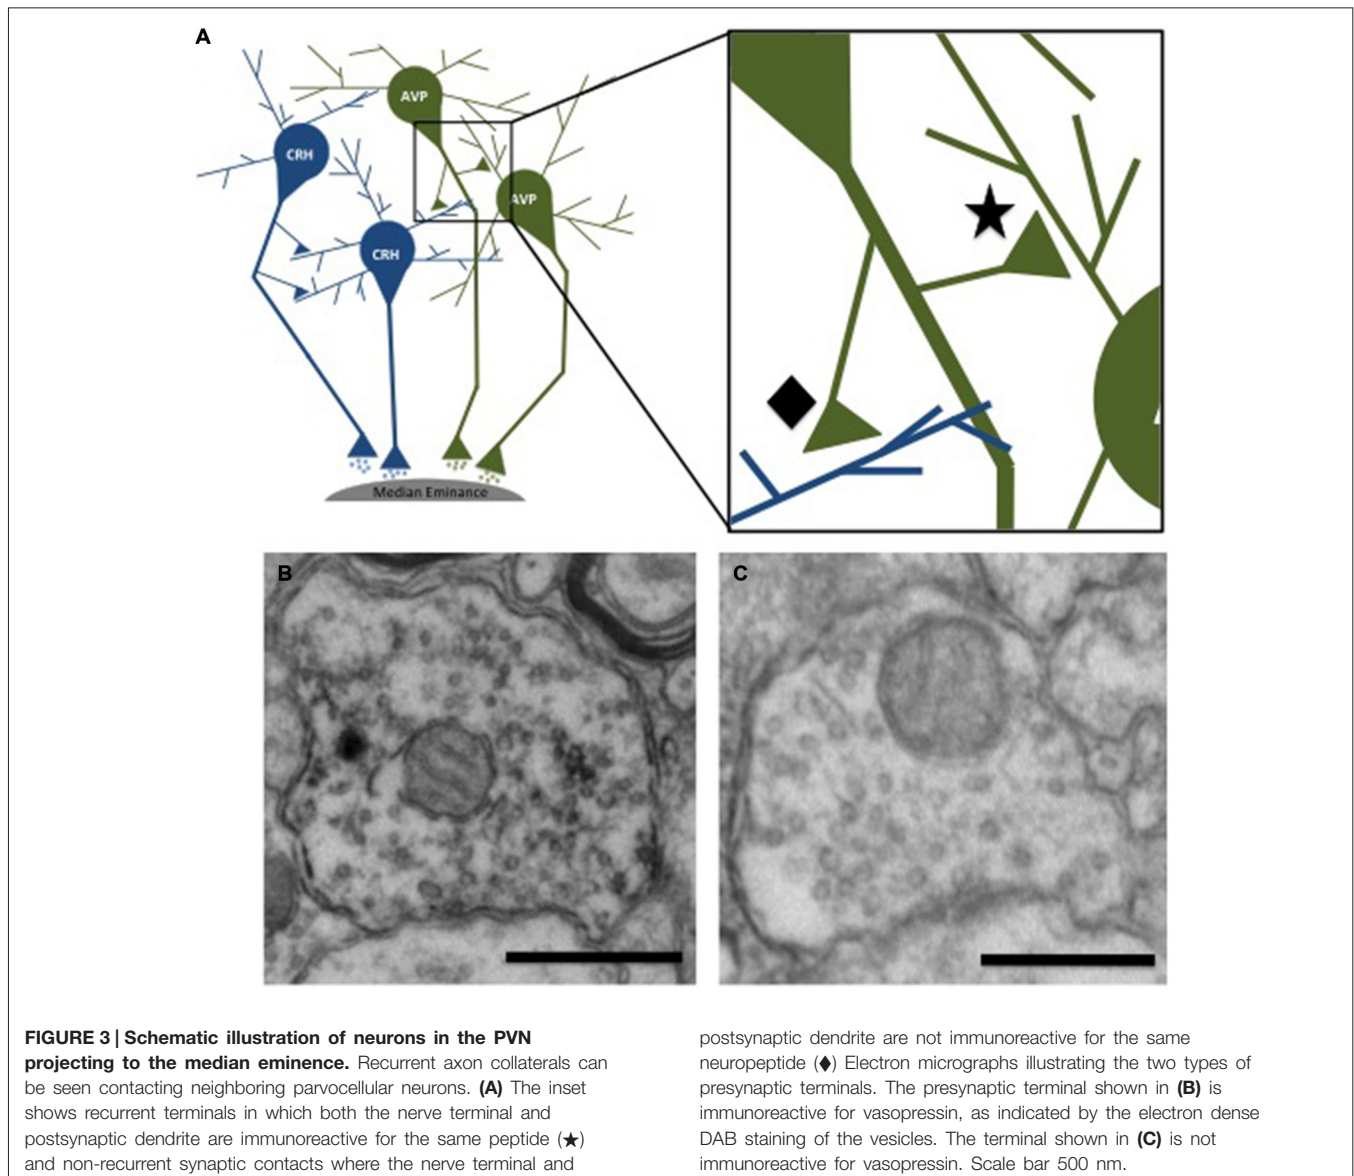 A
AVP
CRH
AVP
CRH
Median Eminance
B
C
FIGURE 3 | Schematic illustration of neurons in the PVN
projecting to the median eminence. Recurrent axon collaterals can
be seen contacting neighboring parvocellular neurons. (A) The inset
shows recurrent terminals in which both the nerve terminal and
postsynaptic dendrite are immunoreactive for the same peptide (★)
and non-recurrent synaptic contacts where the nerve terminal and
postsynaptic dendrite are not immunoreactive for the same
neuropeptide (♦) Electron micrographs illustrating the two types of
presynaptic terminals. The presynaptic terminal shown in (B) is
immunoreactive for vasopressin, as indicated by the electron dense
DAB staining of the vesicles. The terminal shown in (C) is not
immunoreactive for vasopressin. Scale bar 500 nm.